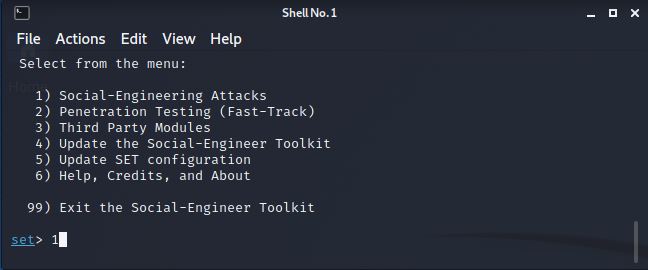 Shell No. 1
File Actions Edit View Help
Select from the menu:
1) Social-Engineering Attacks
2) Penetration Testing (Fast-Track)
3) Third Party Modules
4) Update the Social-Engineer Toolkit
5) Update SET configuration
6) Help, Credits, and About
99) Exit the Social-Engineer Toolkit
set> 1